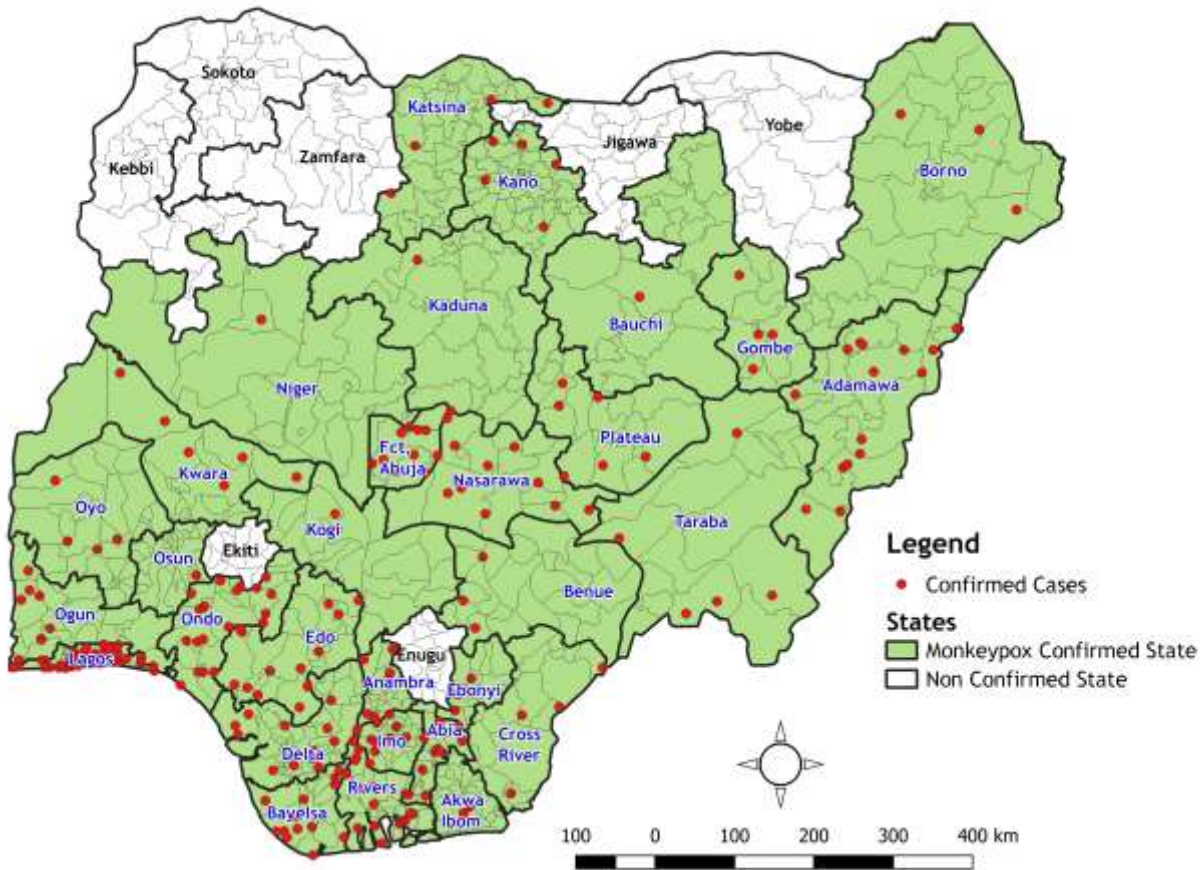 Sokoto
Katsina
Yobe
Kebbi
Zamfara
Jigawa
Kano
Borno
Kaduna
Bauchi
Gombe
Niger
Adamawa
Plateau
Fct,
Abuja
Kwara
Nasarawa
Oyo
Kogi
Taraba
Osun
Ekiti
Benue
Ogun
Ondo
Edo
Lagos
Enugu
Anambra
Ebonyi
Cross
River
Abia
Imo
Delta
Rivers
Akwa
Ibom
Bayelsa
Legend
Confirmed Cases
States
Monkeypox Confirmed State
Non Confirmed State
100 0 100 200 300 400 km